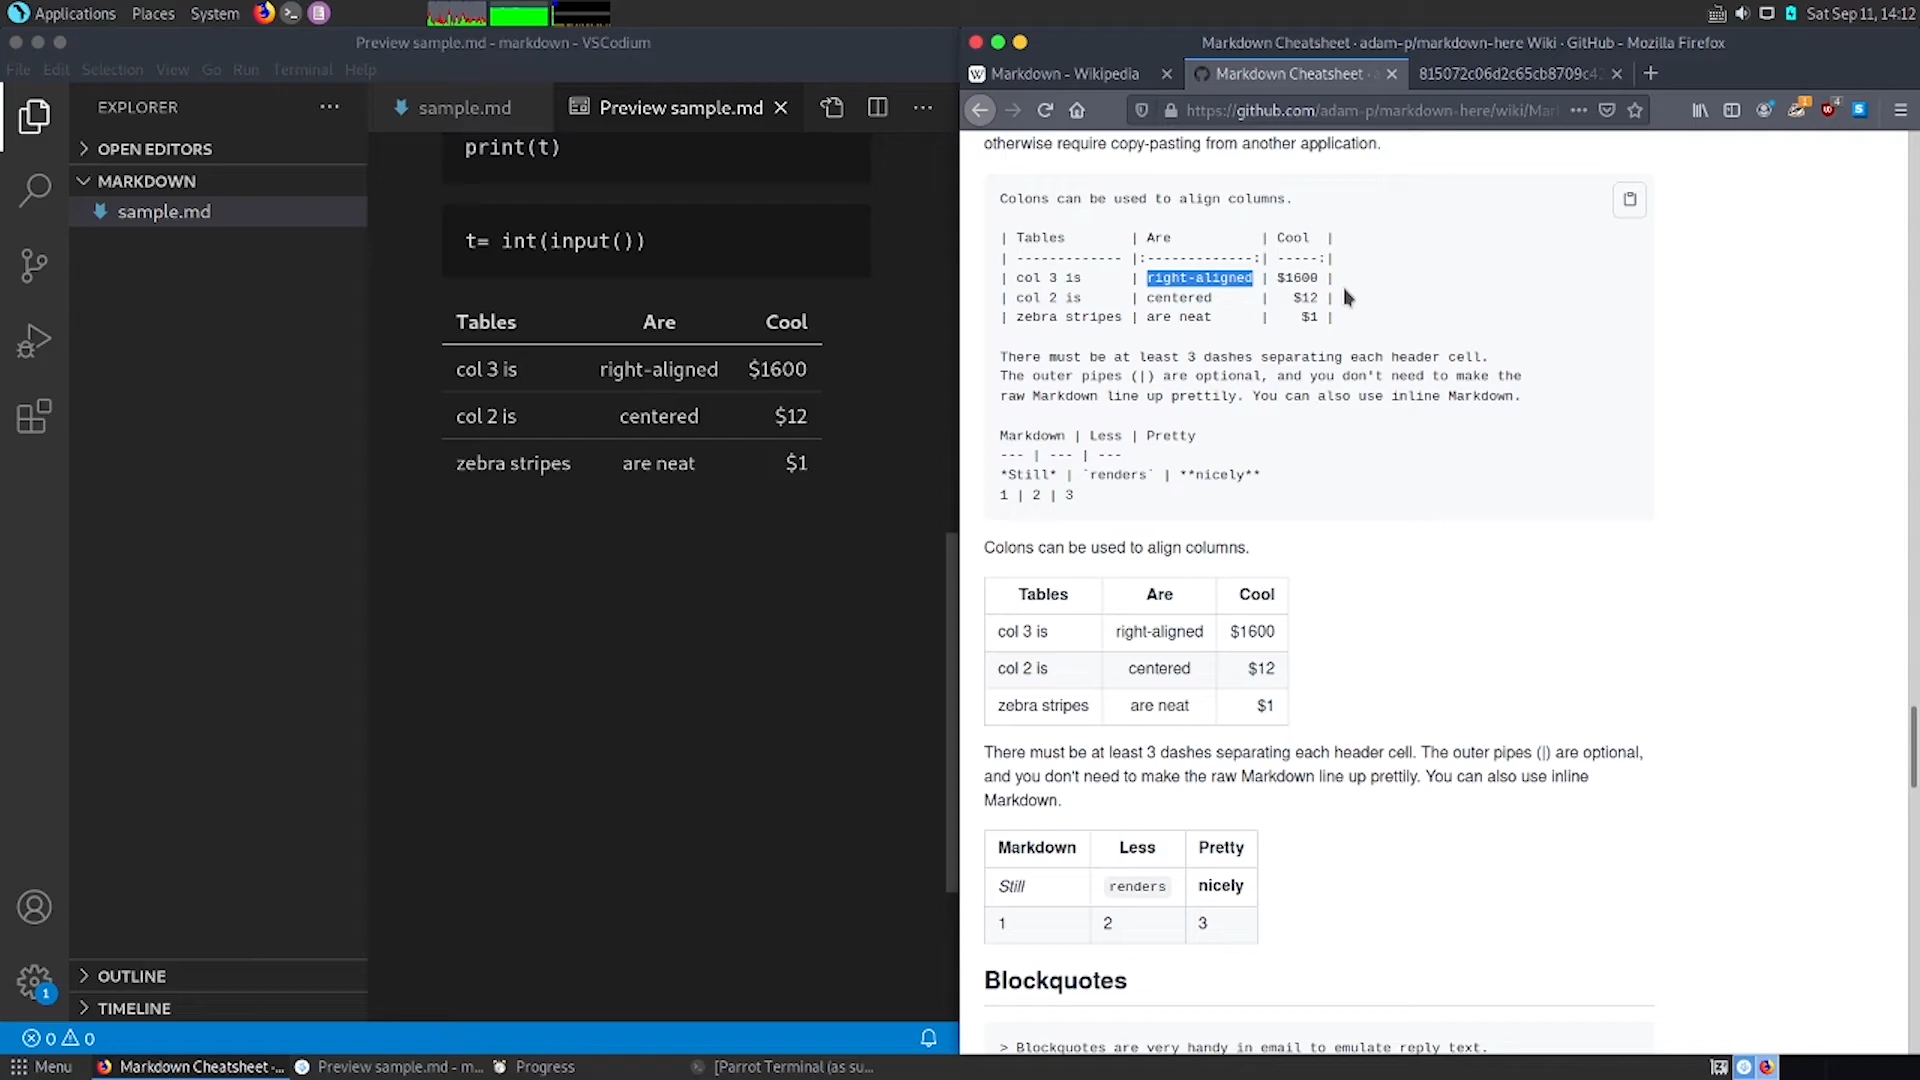 Applications Places System
Sat Sep 11, 14:12
Preview sample.md - markdown - VSCodium
File Edit Selection View Go Run Terminal Help
EXPLORER
OPEN EDITORS
MARKDOWN
sample.md
sample.md
Preview sample.md
print(t)
t= int(input())
Tables Are Cool
col 3 is right-aligned $1600
col 2 is centered $12
zebra stripes are neat $1
OUTLINE
TIMELINE
1
0 0
Markdown Cheatsheet · adam-p/markdown-here Wiki · GitHub - Mozilla Firefox
Markdown - Wikipedia
Markdown Cheatsheet ·
815072c06d2c65cb8709c4
https://github.com/adam-p/markdown-here/wiki/Mar
otherwise require copy-pasting from another application.
Colons can be used to align columns.
| Tables | Are | Cool |
| ------------- |:-------------:| -----:|
| col 3 is | right-aligned | $1600 |
| col 2 is | centered | $12 |
| zebra stripes | are neat | $1 |
There must be at least 3 dashes separating each header cell.
The outer pipes (|) are optional, and you don't need to make the
raw Markdown line up prettily. You can also use inline Markdown.
Markdown | Less | Pretty
--- | --- | ---
*Still* | `renders` | **nicely**
1 | 2 | 3
Colons can be used to align columns.
Tables Are Cool
col 3 is right-aligned $1600
col 2 is centered $12
zebra stripes are neat $1
There must be at least 3 dashes separating each header cell. The outer pipes (|) are optional,
and you don't need to make the raw Markdown line up prettily. You can also use inline
Markdown.
Markdown Less Pretty
Still renders nicely
1 2 3
Blockquotes
> Blockquotes are very handy in email to emulate reply text.
Menu
Markdown Cheatsheet -...
Preview sample.md - m...
Progress
[Parrot Terminal (as su...